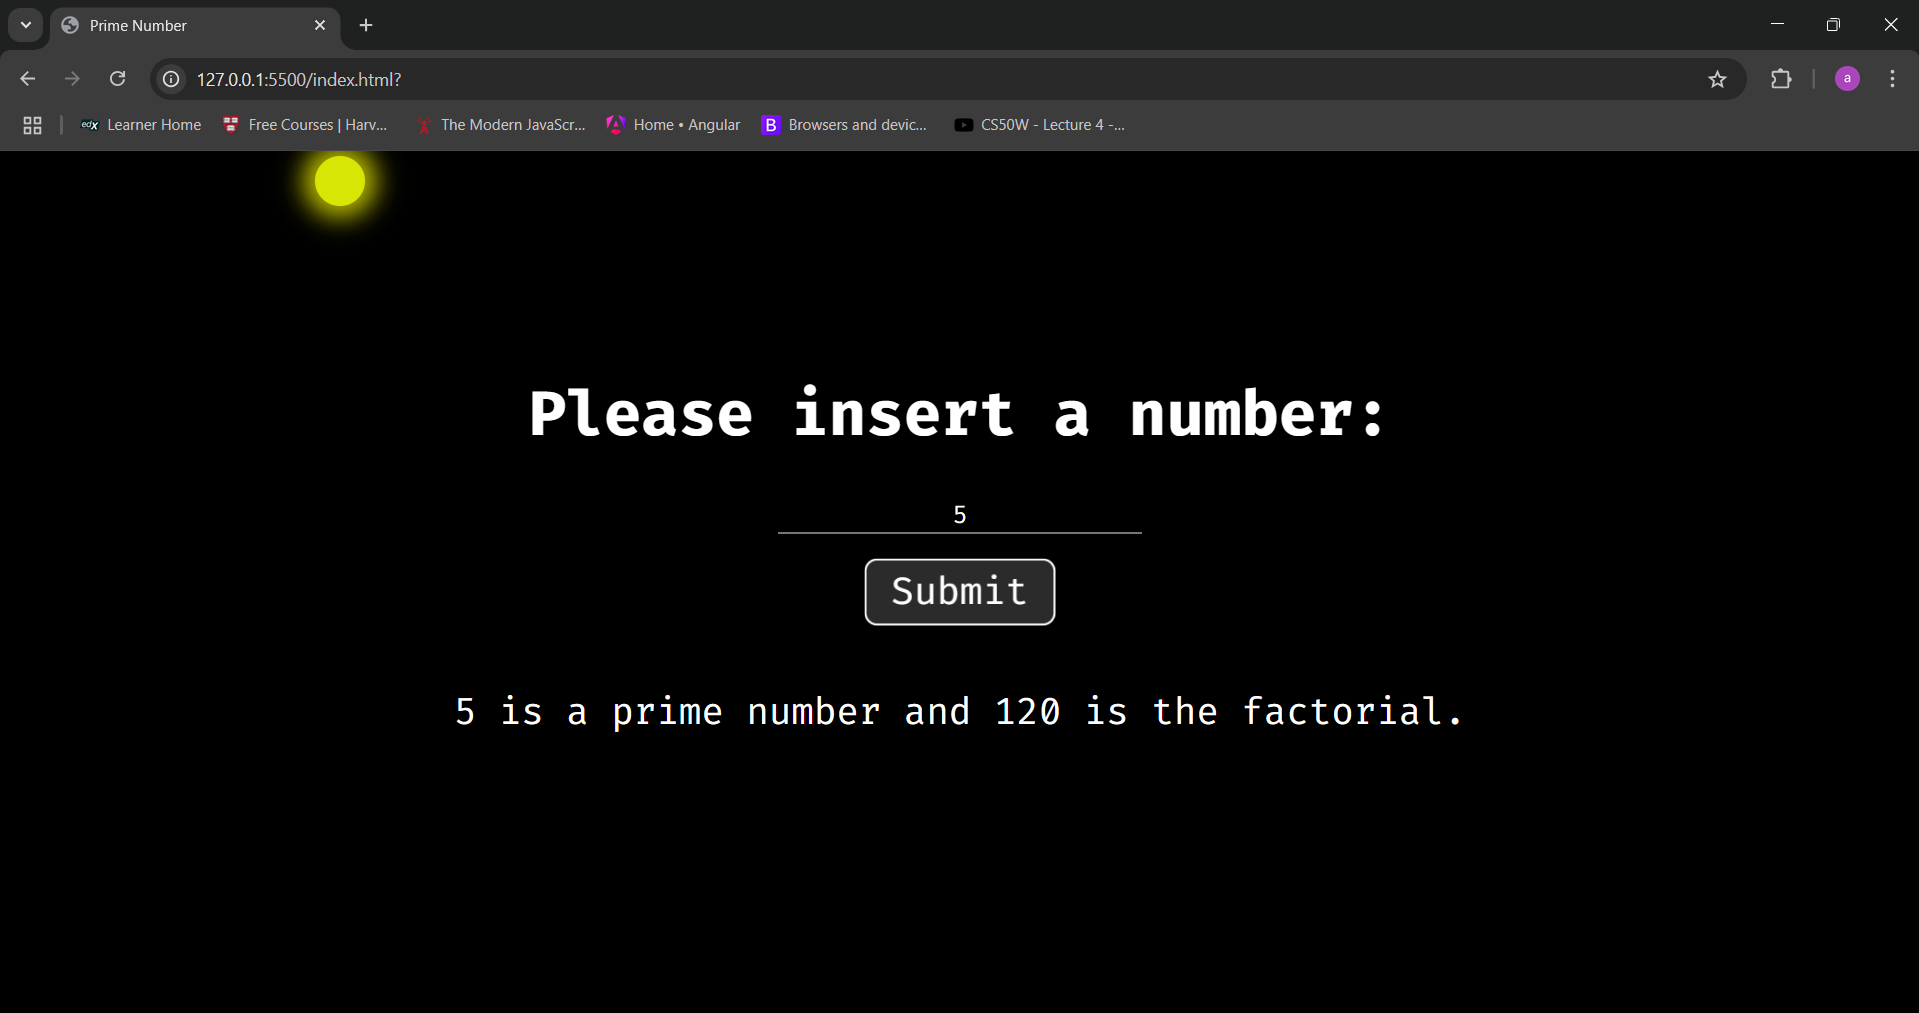 Prime Number
127.0.0.1:5500/index.html?
a
edX Learner Home Free Courses | Harv... The Modern JavaScr... Home • Angular B Browsers and devic... CS50W - Lecture 4 -...
Please insert a number:
5
Submit
5 is a prime number and 120 is the factorial.